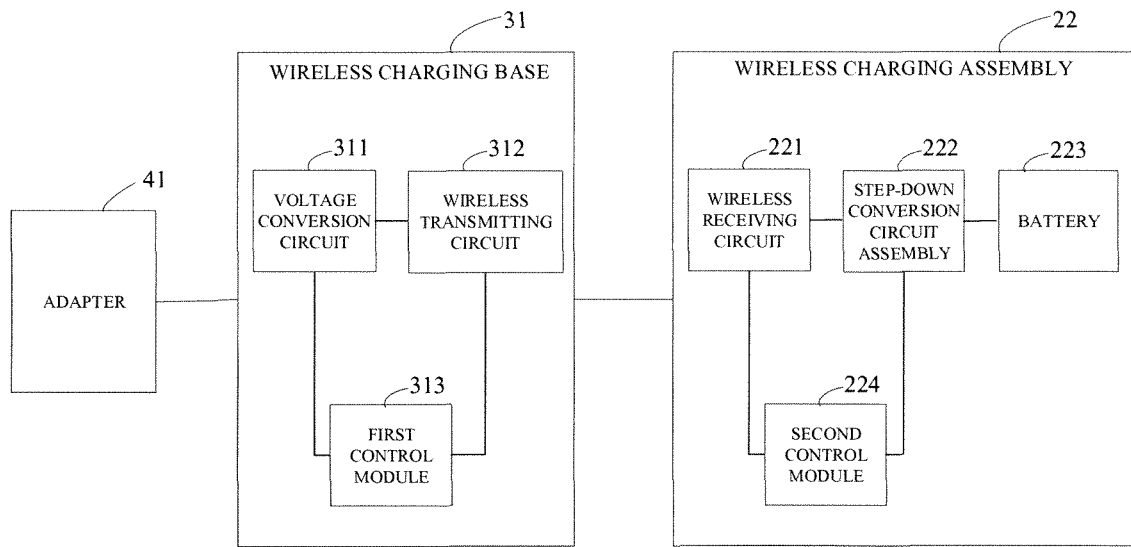 31
22
WIRELESS CHARGING BASE
WIRELESS CHARGING ASSEMBLY
41
ADAPTER
311
VOLTAGE
CONVERSION
CIRCUIT
312
WIRELESS
TRANSMITTING
CIRCUIT
313
FIRST
CONTROL
MODULE
221
WIRELESS
RECEIVING
CIRCUIT
222
STEP-DOWN
CONVERSION
CIRCUIT
ASSEMBLY
223
BATTERY
224
SECOND
CONTROL
MODULE